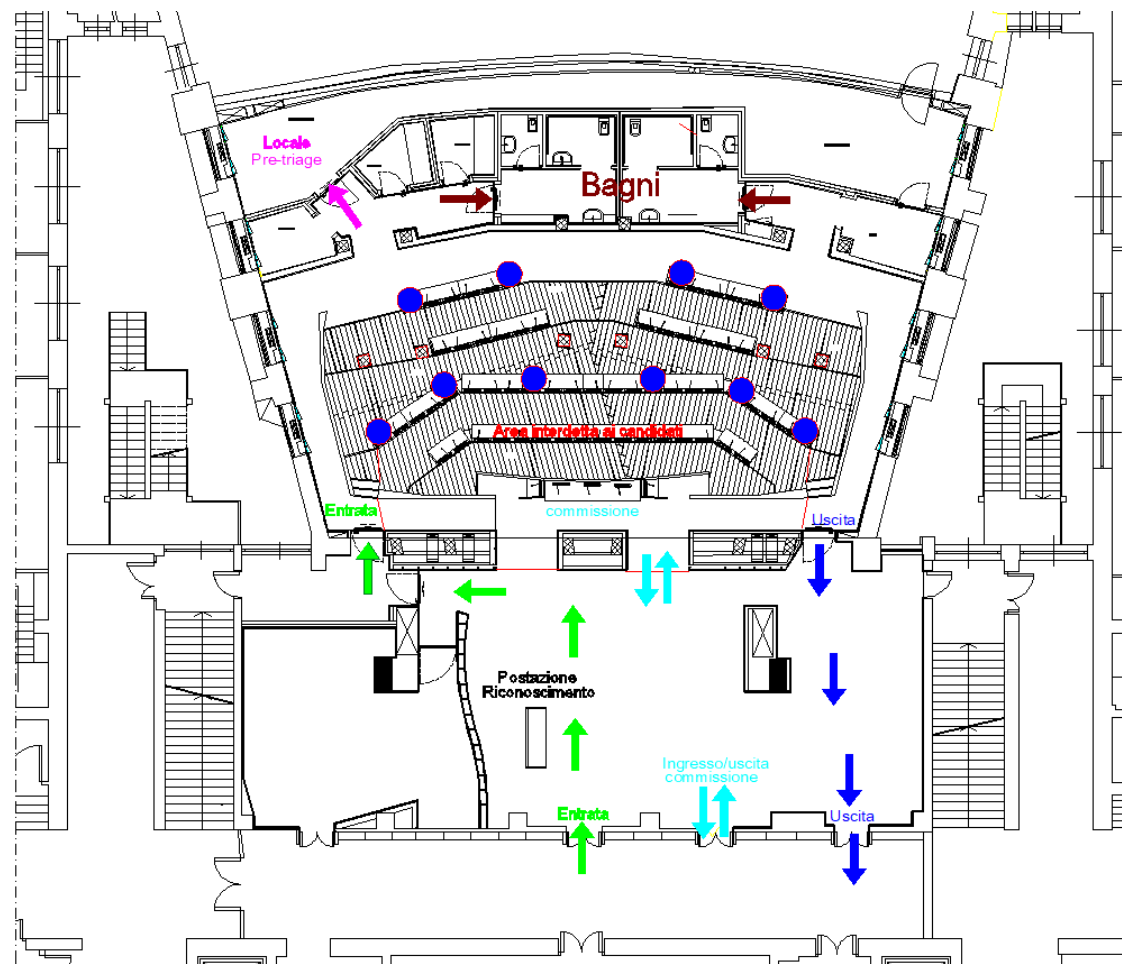 Locale
Pre-triage
Bagni
Area interdetta ai candidati
Entrata
commissione
Uscita
Postazione
Riconoscimento
Ingresso/uscita
commissione
Entrata
Uscita